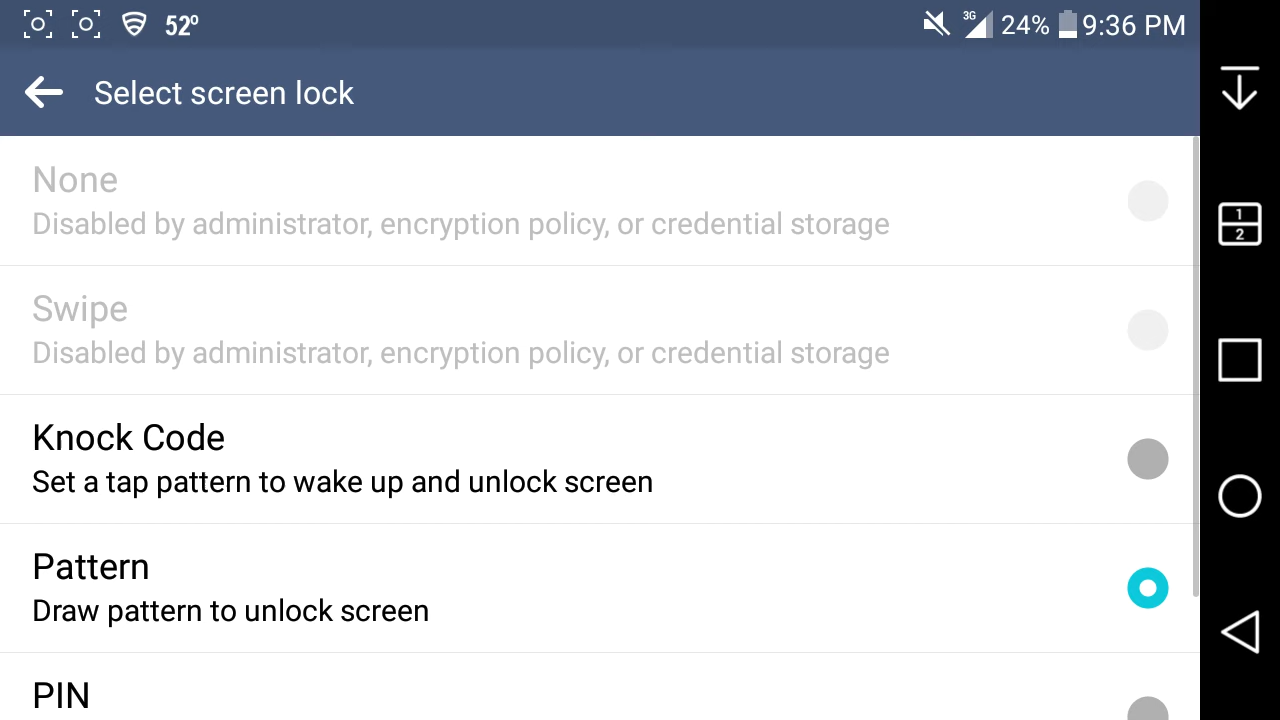 52º 3G 24% 9:36 PM
Select screen lock
None
Disabled by administrator, encryption policy, or credential storage
Swipe
Disabled by administrator, encryption policy, or credential storage
Knock Code
Set a tap pattern to wake up and unlock screen
Pattern
Draw pattern to unlock screen
PIN
1
2